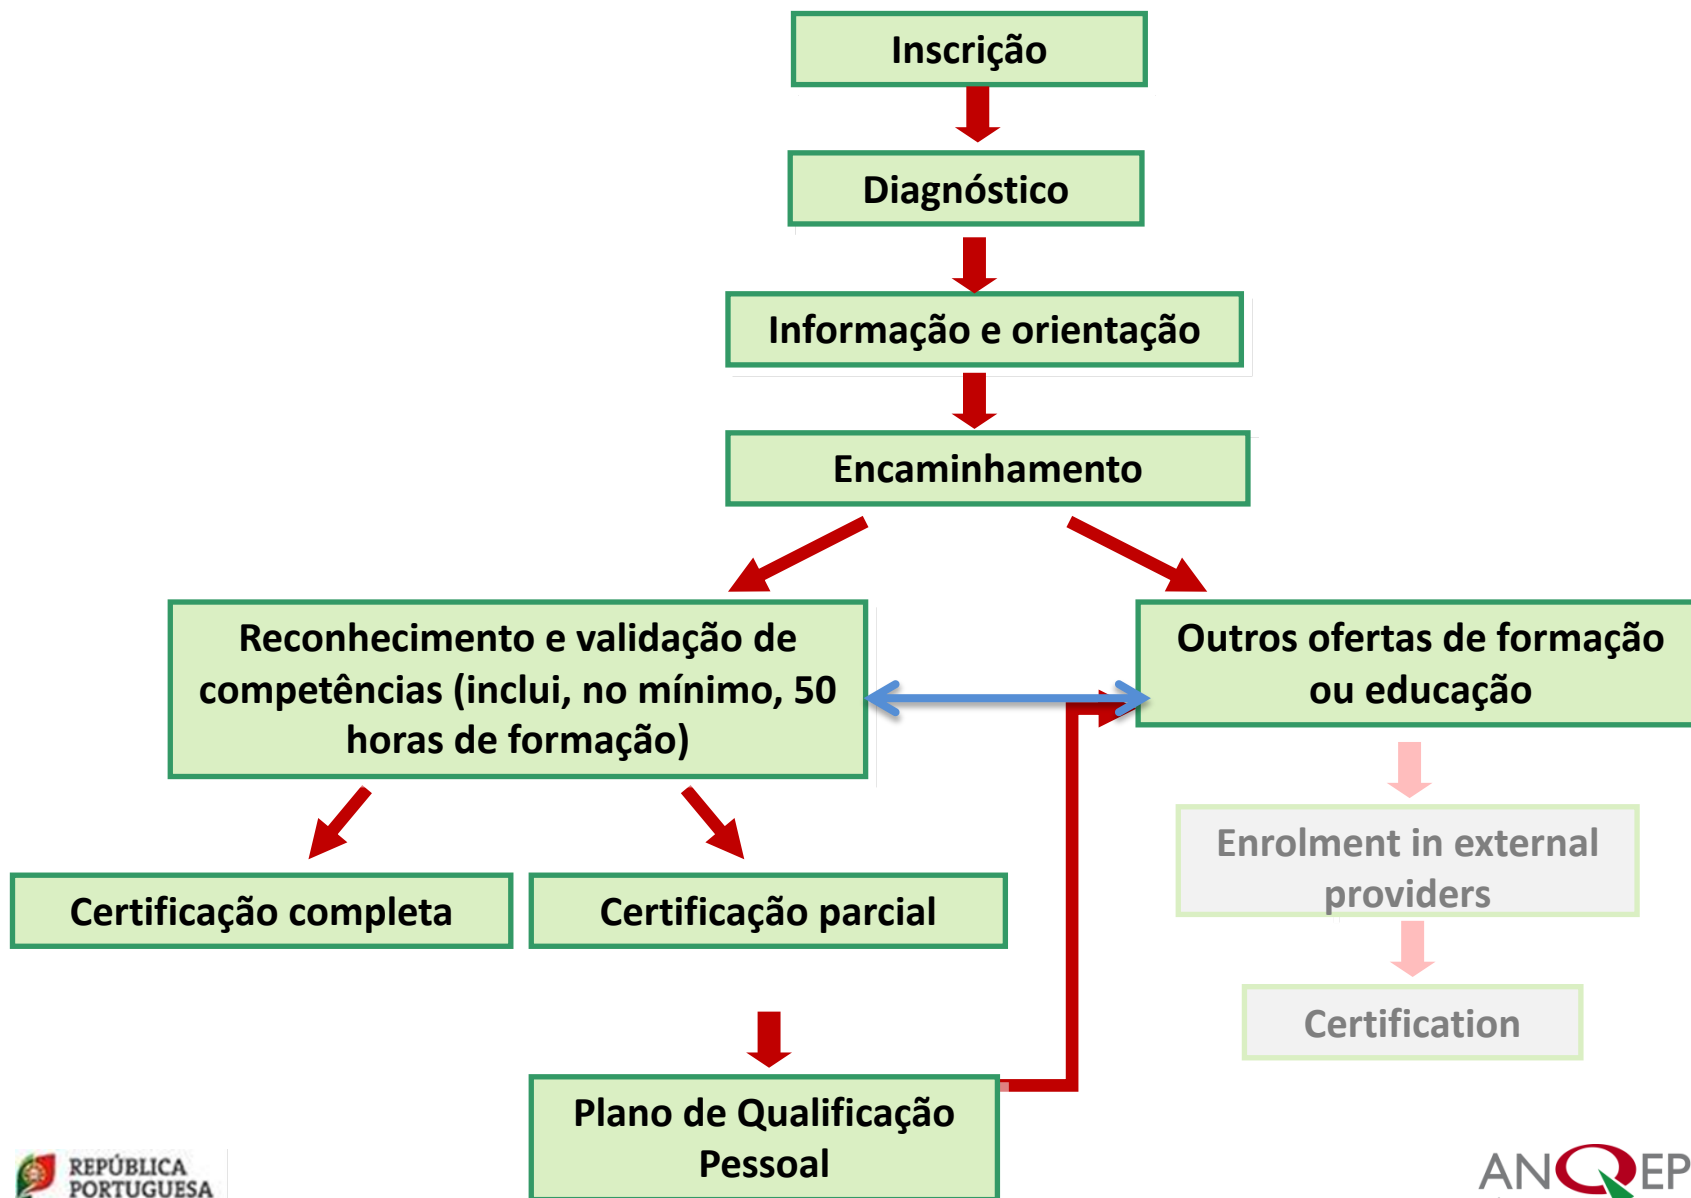 Inscrição
Diagnóstico
Informação e orientação
Encaminhamento
Reconhecimento e validação de
competências (inclui, no mínimo, 50
horas de formação)
Outros ofertas de formação
ou educação
Enrolment in external
providers
Certificação completa
Certificação parcial
Certification
Plano de Qualificação
Pessoal
REPÚBLICA
PORTUGUESA
ANQEP